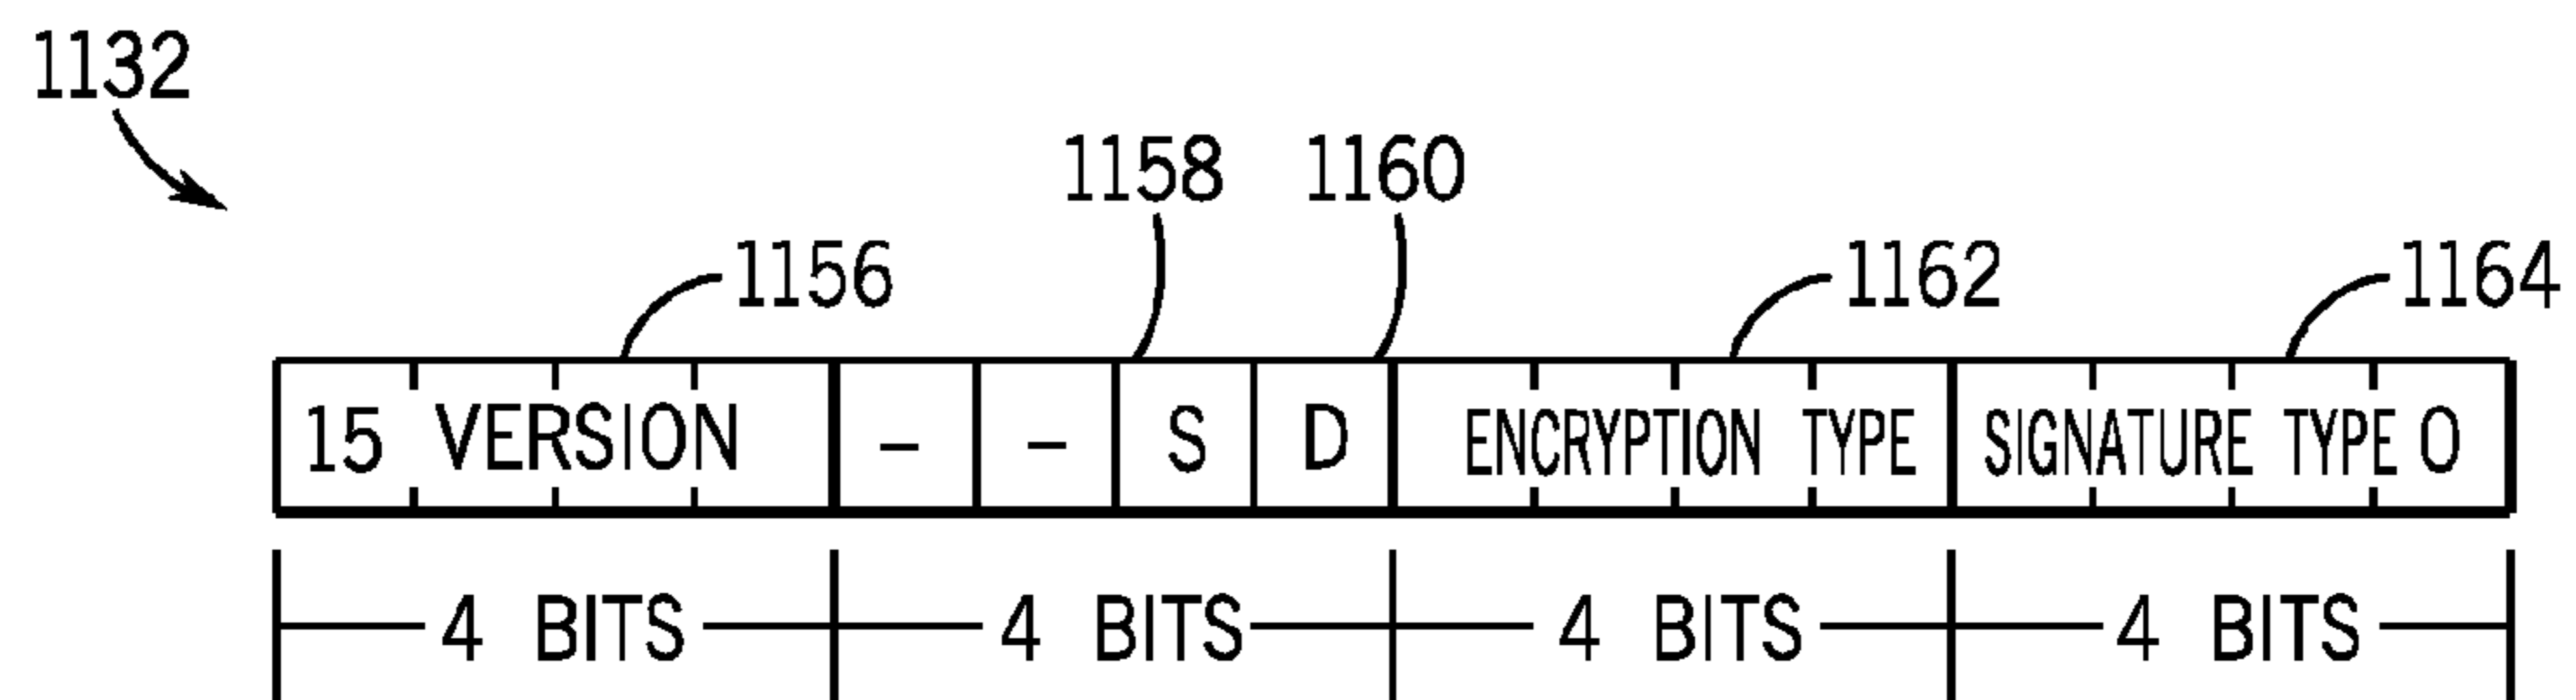 1132
1158 1160
1156 1162 1164
15 VERSION - - S D ENCRYPTION TYPE SIGNATURE TYPE 0
4 BITS 4 BITS 4 BITS 4 BITS